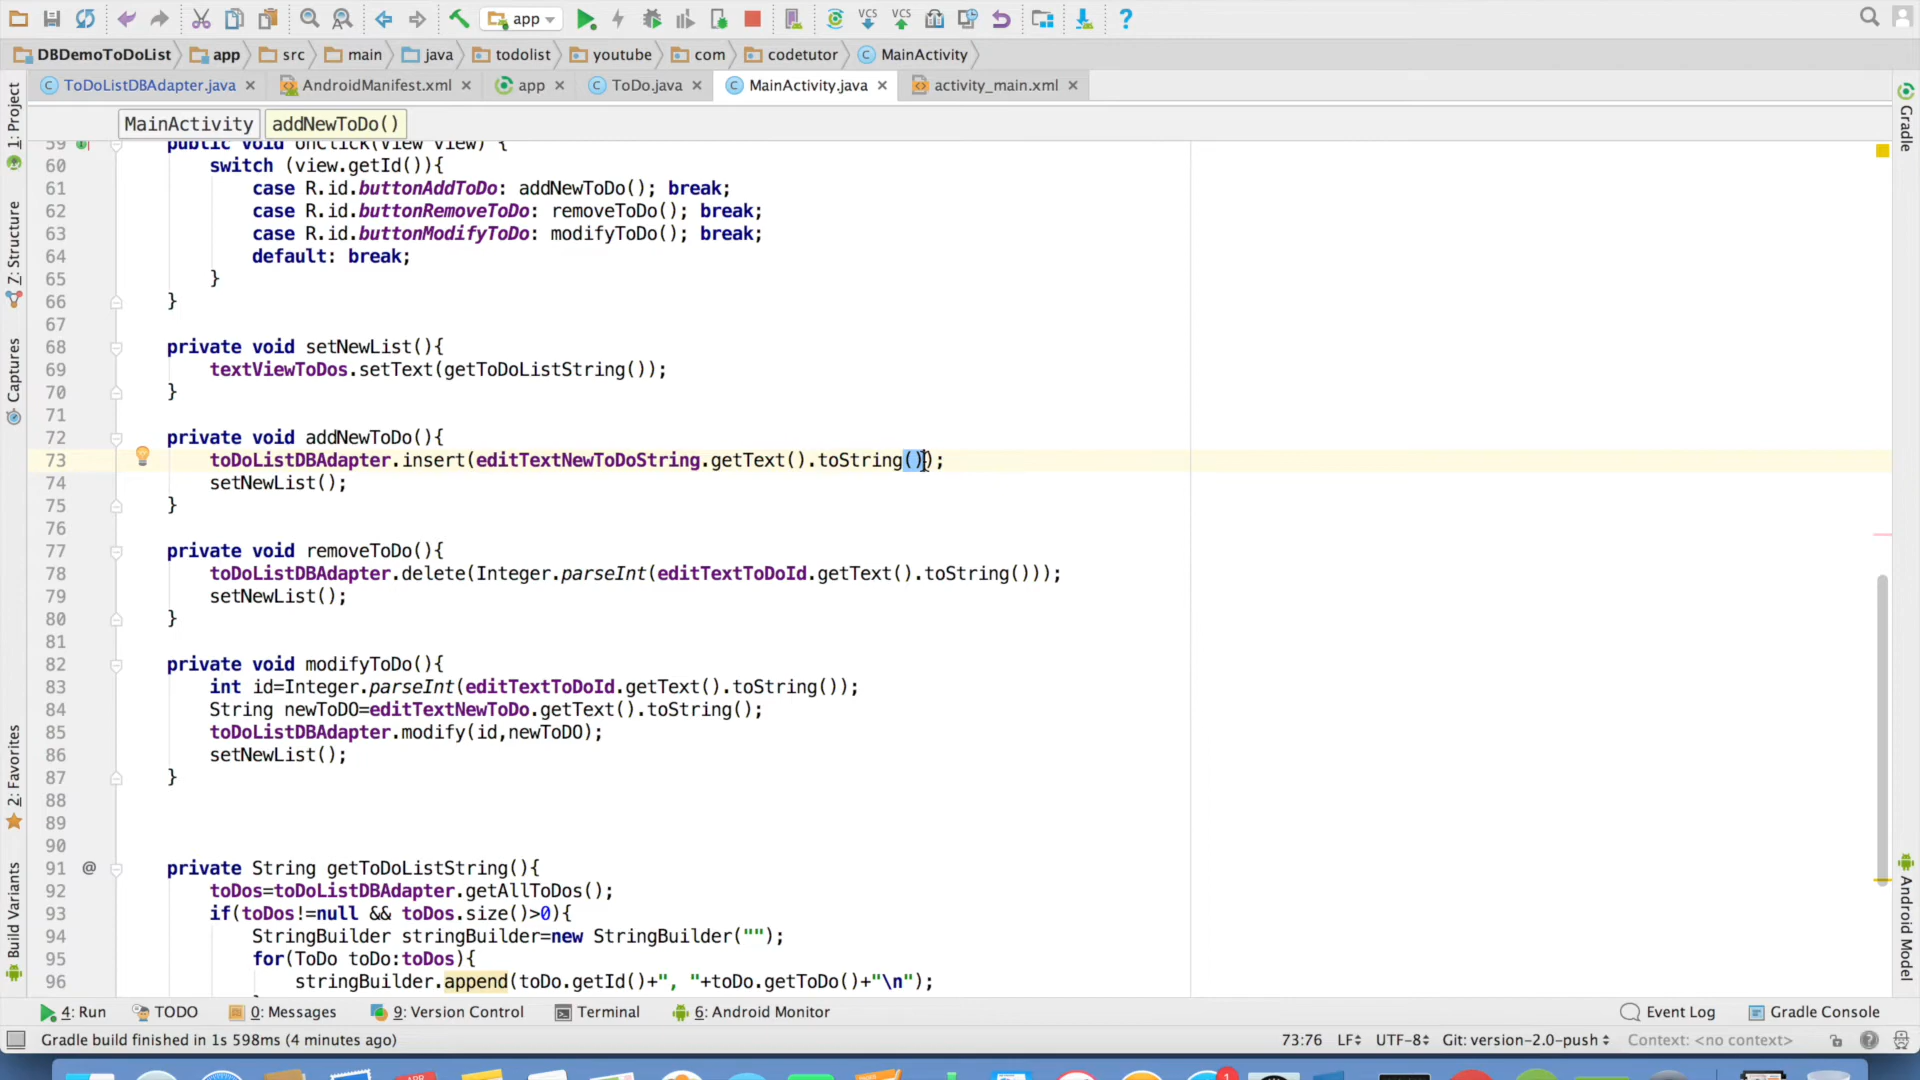 app
DBDemoToDoList app src main java todolist youtube com codetutor MainActivity
ToDoListDBAdapter.java AndroidManifest.xml app ToDo.java MainActivity.java activity_main.xml
MainActivity addNewToDo()
1: Project
Z: Structure
Captures
2: Favorites
Build Variants
59 public void onClick(View view) {
60 switch (view.getId()){
61 case R.id.buttonAddToDo: addNewToDo(); break;
62 case R.id.buttonRemoveToDo: removeToDo(); break;
63 case R.id.buttonModifyToDo: modifyToDo(); break;
64 default: break;
65 }
66 }
67
68 private void setNewList(){
69 textViewToDos.setText(getToDoListString());
70 }
71
72 private void addNewToDo(){
73 toDoListDBAdapter.insert(editTextNewToDoString.getText().toString());
74 setNewList();
75 }
76
77 private void removeToDo(){
78 toDoListDBAdapter.delete(Integer.parseInt(editTextToDoId.getText().toString()));
79 setNewList();
80 }
81
82 private void modifyToDo(){
83 int id=Integer.parseInt(editTextToDoId.getText().toString());
84 String newToDO=editTextNewToDo.getText().toString();
85 toDoListDBAdapter.modify(id,newToDO);
86 setNewList();
87 }
88
89
90
91 @ private String getToDoListString(){
92 toDos=toDoListDBAdapter.getAllToDos();
93 if(toDos!=null && toDos.size()>0){
94 StringBuilder stringBuilder=new StringBuilder("");
95 for(ToDo toDo:toDos){
96 stringBuilder.append(toDo.getId()+", "+toDo.getToDo()+"\n");
Gradle
Android Model
4: Run TODO 0: Messages 9: Version Control Terminal 6: Android Monitor Event Log Gradle Console
Gradle build finished in 1s 598ms (4 minutes ago) 73:76 LF UTF-8 Git: version-2.0-push Context: <no context>
1